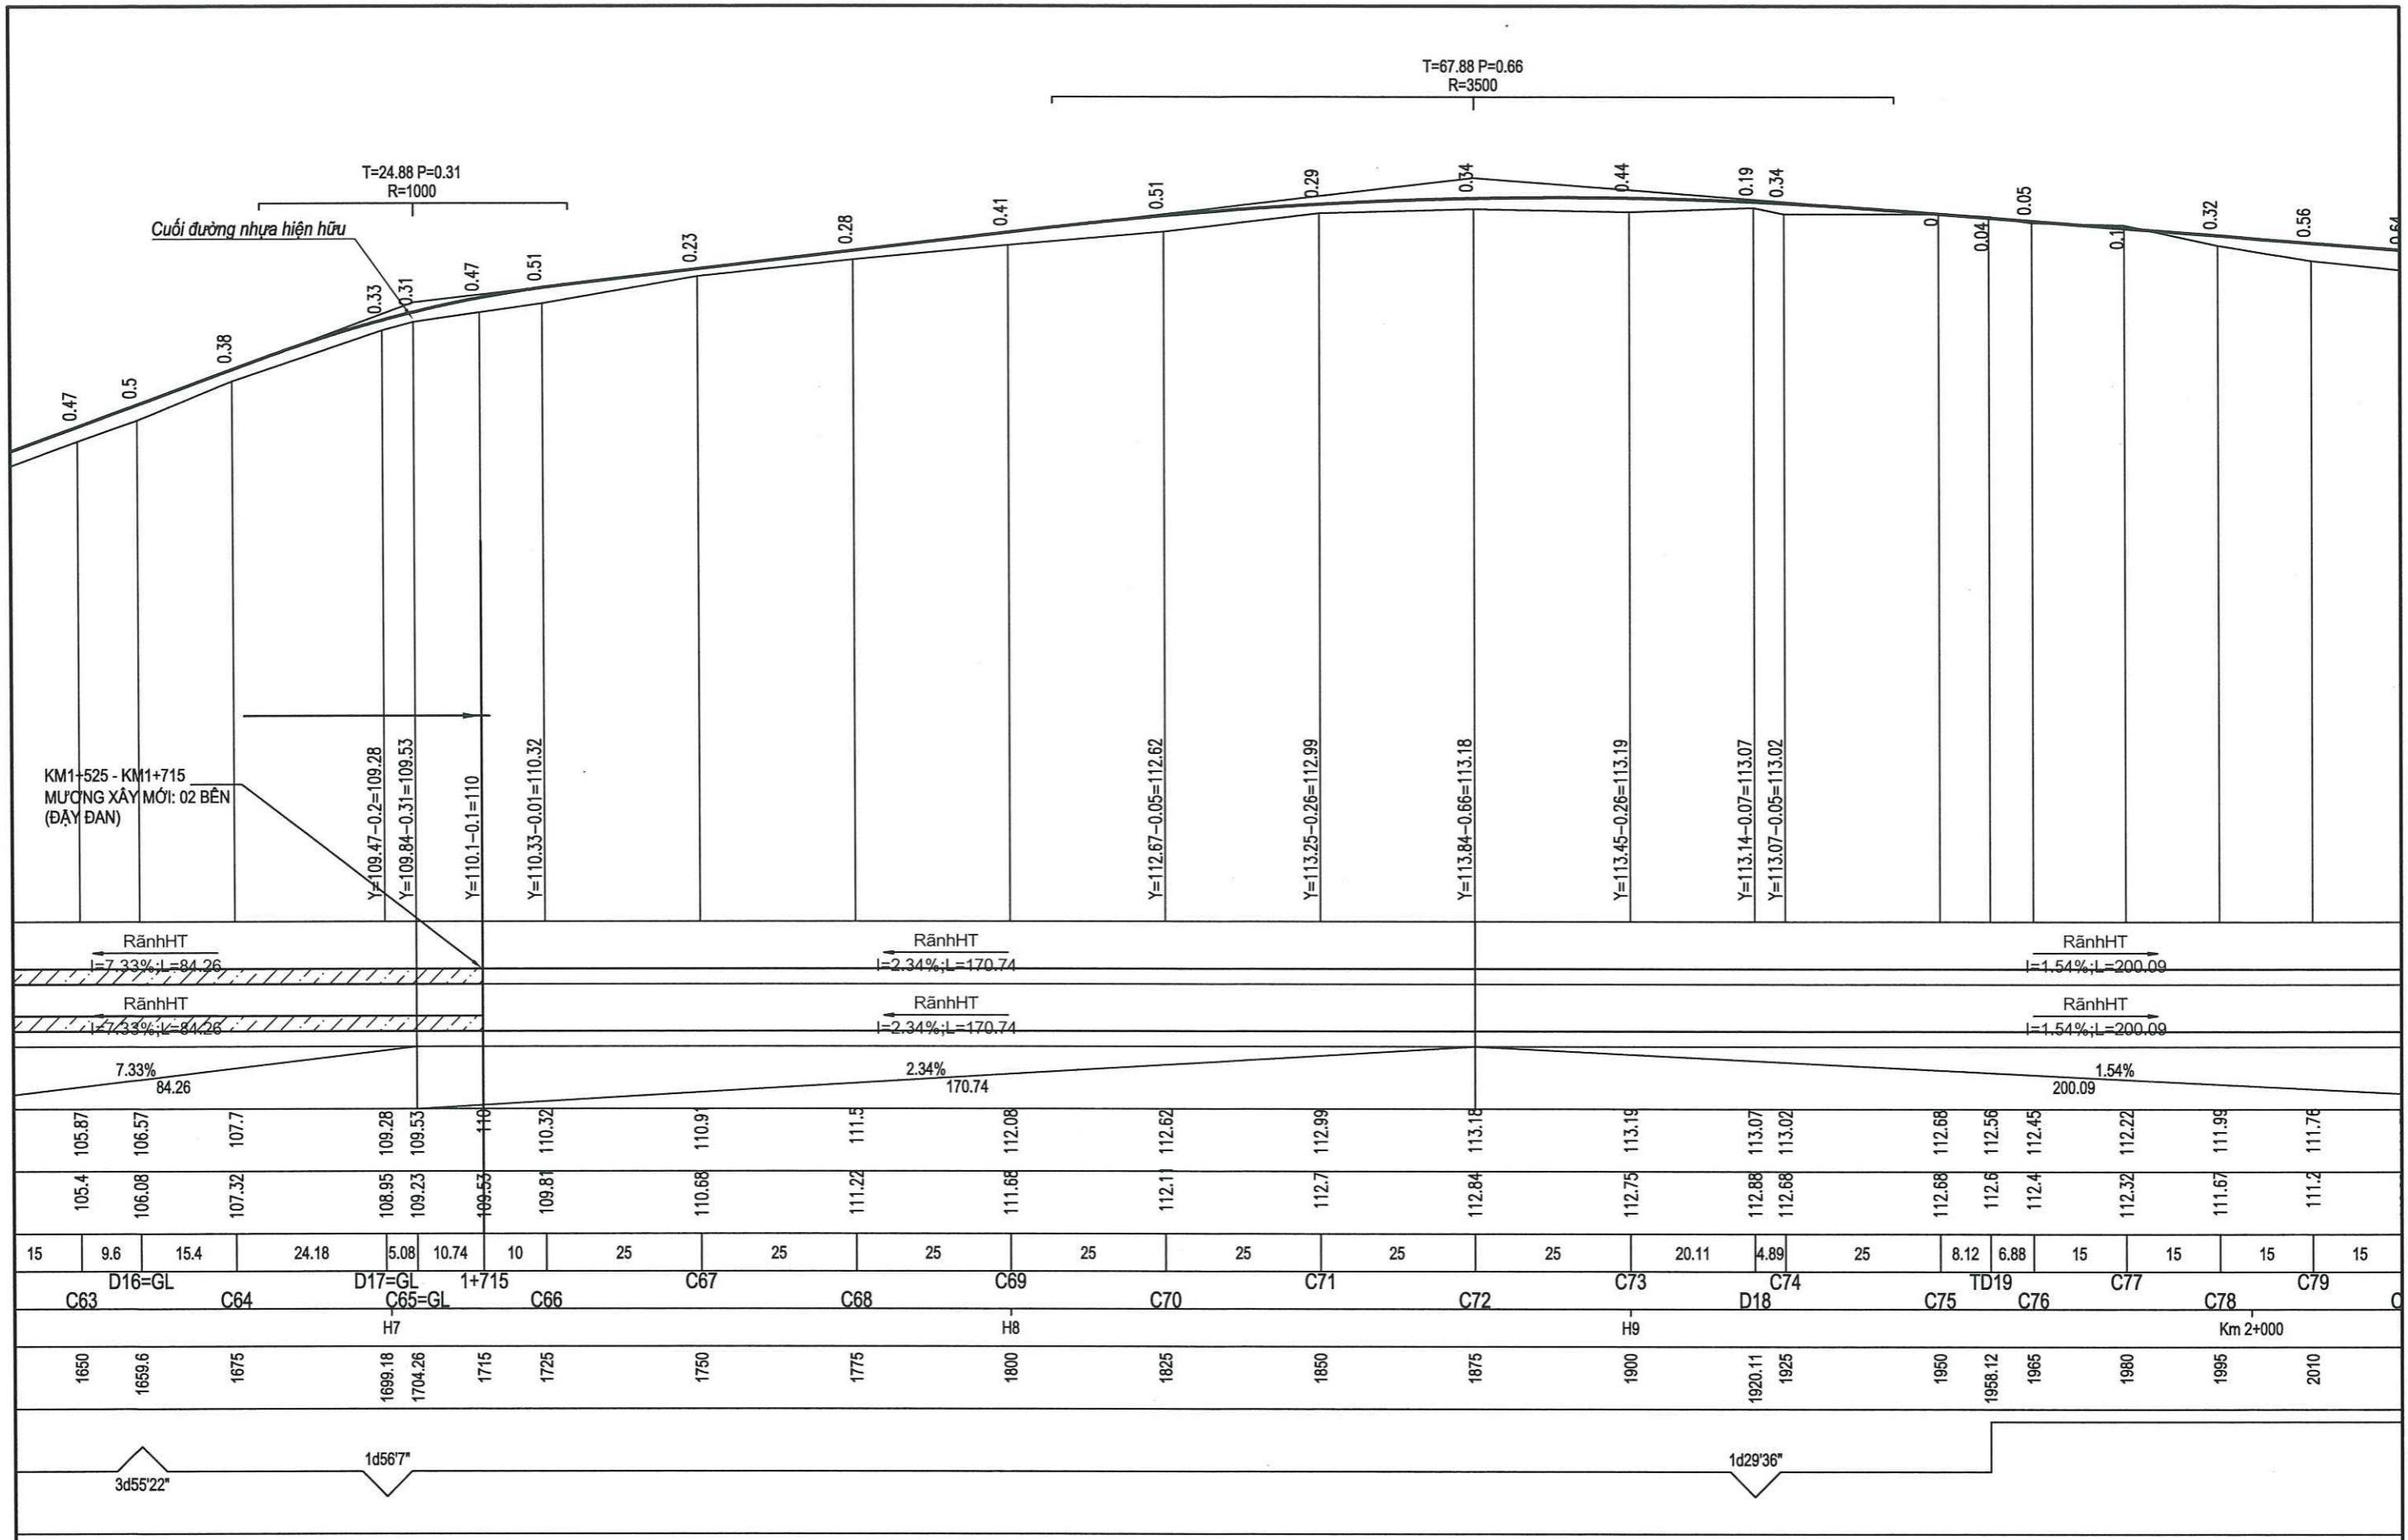 T=67.88 P=0.66
R=3500
T=24.88 P=0.31
R=1000
Cuối đường nhựa hiện hữu
0.47
0.5
0.38
0.33
0.31
0.47
0.51
0.23
0.28
0.41
0.51
0.29
0.34
0.44
0.19
0.34
0
0.04
0.05
0.1
0.32
0.56
0.64
KM1+525 - KM1+715
MƯƠNG XÂY MỚI: 02 BÊN
(ĐẬY ĐAN)
Y=109.47-0.2=109.28
Y=109.84-0.31=109.53
Y=110.1-0.1=110
Y=110.33-0.01=110.32
Y=112.67-0.05=112.62
Y=113.25-0.26=112.99
Y=113.84-0.66=113.18
Y=113.45-0.26=113.19
Y=113.14-0.07=113.07
Y=113.07-0.05=113.02
RãnhHT
I=7.33%;L=84.26
RãnhHT
I=2.34%;L=170.74
RãnhHT
I=1.54%;L=200.09
RãnhHT
I=7.33%;L=84.26
RãnhHT
I=2.34%;L=170.74
RãnhHT
I=1.54%;L=200.09
7.33%
84.26
2.34%
170.74
1.54%
200.09
105.87 106.57 107.7 109.28 109.53 110 110.32 110.91 111.5 112.08 112.62 112.99 113.18 113.19 113.07 113.02 112.68 112.56 112.45 112.22 111.99 111.76
105.4 106.08 107.32 108.95 109.23 109.53 109.81 110.68 111.22 111.68 112.11 112.7 112.84 112.75 112.88 112.68 112.68 112.6 112.4 112.32 111.67 111.2
15 9.6 15.4 24.18 5.08 10.74 10 25 25 25 25 25 25 25 20.11 4.89 25 8.12 6.88 15 15 15 15
D16=GL D17=GL 1+715 C67 C69 C71 C73 C74 TD19 C77 C79
C63 C64 C65=GL C66 C68 C70 C72 D18 C75 C76 C78
H7 H8 H9 Km 2+000
1650 1659.6 1675 1699.18 1704.26 1715 1725 1750 1775 1800 1825 1850 1875 1900 1920.11 1925 1950 1958.12 1965 1980 1995 2010
3d55'22"
1d56'7"
1d29'36"